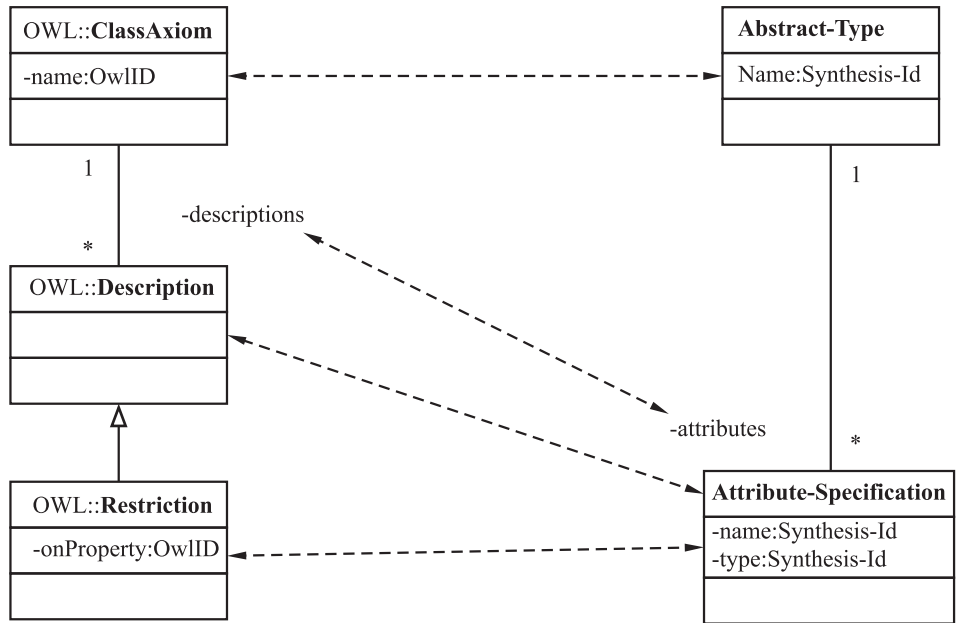 OWL::ClassAxiom
-name:OwlID
Abstract-Type
Name:Synthesis-Id
1
1
-descriptions
*
OWL::Description
-attributes
*
OWL::Restriction
-onProperty:OwlID
Attribute-Specification
-name:Synthesis-Id
-type:Synthesis-Id